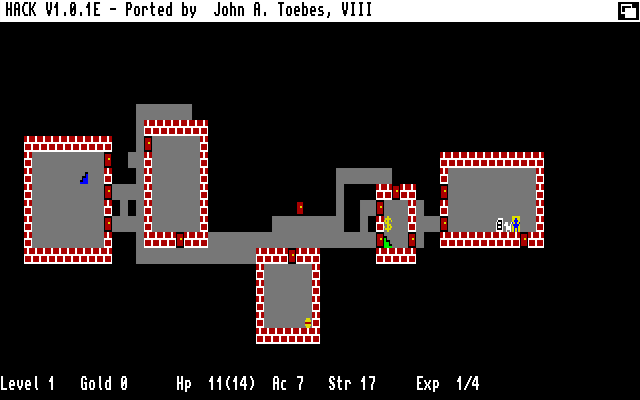 HACK V1.0.1E - Ported by  John A. Toebes, VIII
Level 1   Gold 0      Hp  11(14)  Ac 7   Str 17     Exp  1/4